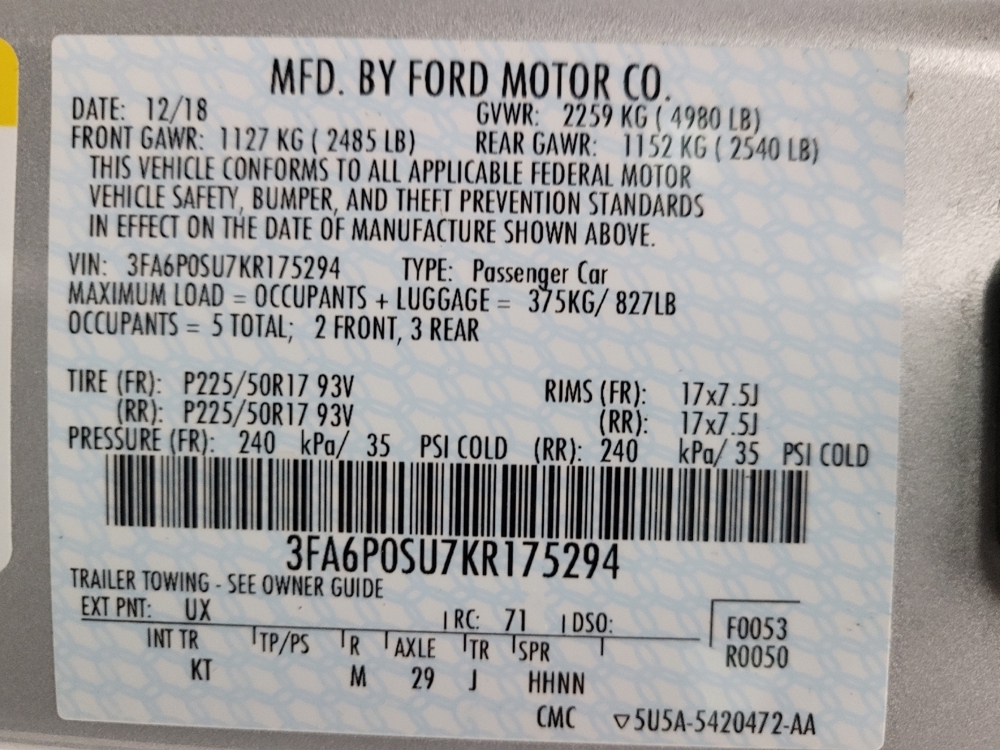 MFD. BY FORD MOTOR CO.
DATE: 12/18 GVWR: 2259 KG ( 4980 LB)
FRONT GAWR: 1127 KG ( 2485 LB) REAR GAWR: 1152 KG ( 2540 LB)
THIS VEHICLE CONFORMS TO ALL APPLICABLE FEDERAL MOTOR
VEHICLE SAFETY, BUMPER, AND THEFT PREVENTION STANDARDS
IN EFFECT ON THE DATE OF MANUFACTURE SHOWN ABOVE.
VIN: 3FA6P0SU7KR175294 TYPE: Passenger Car
MAXIMUM LOAD = OCCUPANTS + LUGGAGE = 375KG/ 827LB
OCCUPANTS = 5 TOTAL; 2 FRONT, 3 REAR
TIRE (FR): P225/50R17 93V RIMS (FR): 17x7.5J
(RR): P225/50R17 93V (RR): 17x7.5J
PRESSURE (FR): 240 kPa/ 35 PSI COLD (RR): 240 kPa/ 35 PSI COLD
3FA6P0SU7KR175294
TRAILER TOWING - SEE OWNER GUIDE
EXT PNT: UX RC: 71 DSO: F0053
INT TR TP/PS R AXLE TR SPR R0050
KT M 29 J HHNN
CMC ▽5U5A-5420472-AA